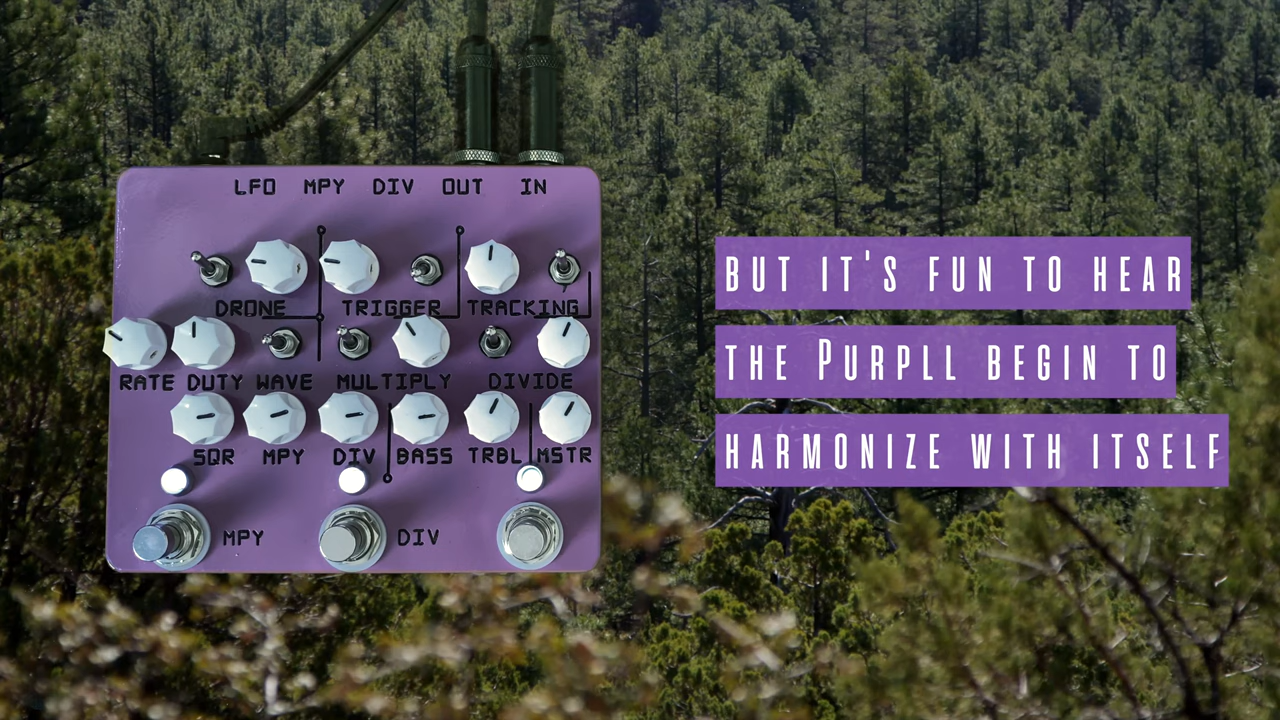 LFO MPY DIV OUT IN
DRONE TRIGGER TRACKING
RATE DUTY WAVE MULTIPLY DIVIDE
SQR MPY DIV BASS TRBL MSTR
MPY DIV
BUT IT'S FUN TO HEAR
THE PURPLL BEGIN TO
HARMONIZE WITH ITSELF